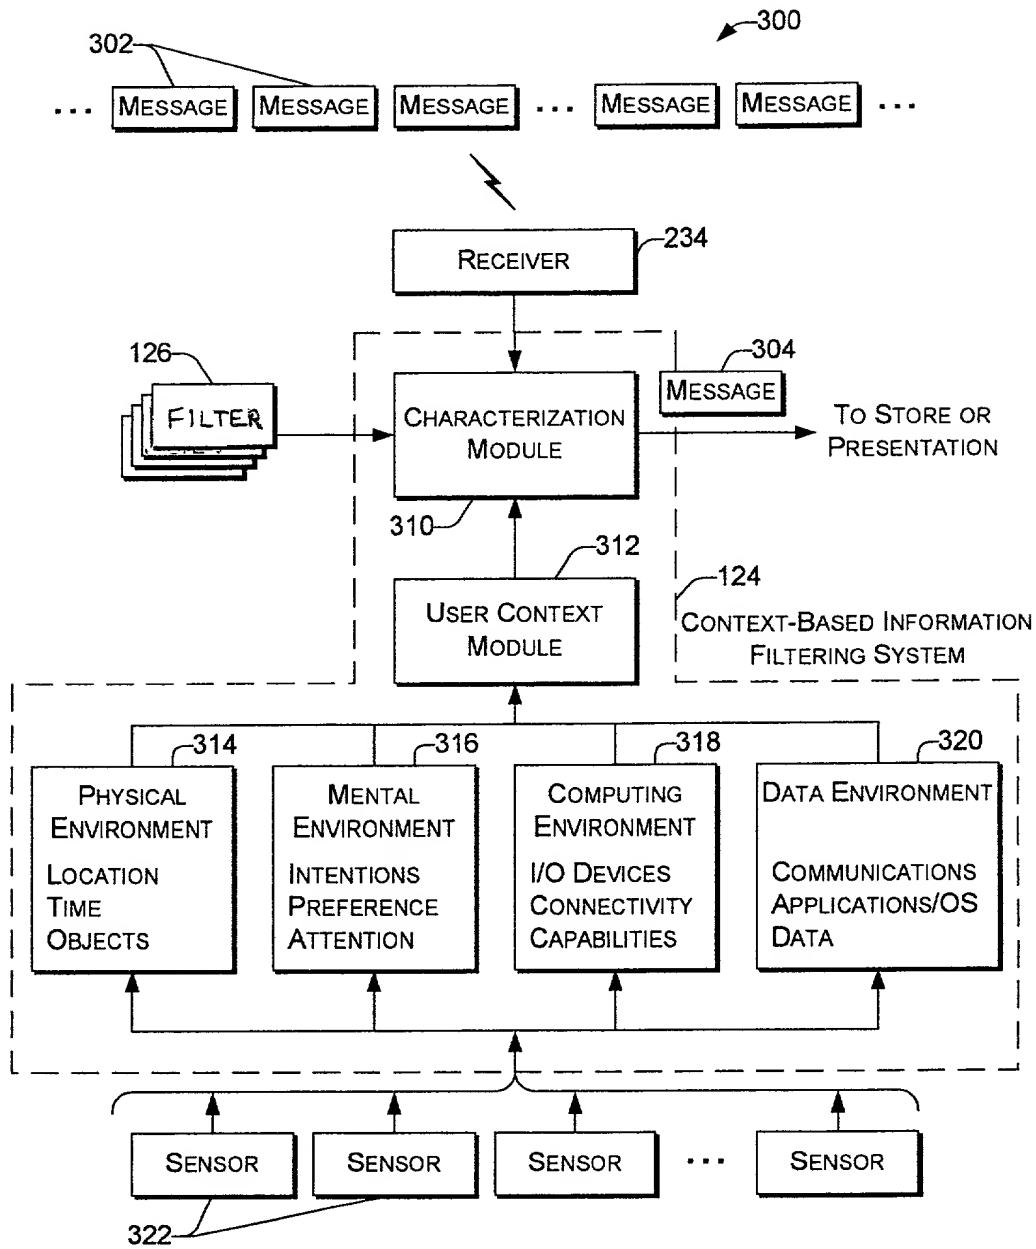 300
302
... MESSAGE MESSAGE MESSAGE ... MESSAGE MESSAGE ...
RECEIVER
234
126
FILTER
CHARACTERIZATION
MODULE
310
304
MESSAGE
TO STORE OR
PRESENTATION
312
USER CONTEXT
MODULE
124
CONTEXT-BASED INFORMATION
FILTERING SYSTEM
314
PHYSICAL
ENVIRONMENT
LOCATION
TIME
OBJECTS
316
MENTAL
ENVIRONMENT
INTENTIONS
PREFERENCE
ATTENTION
318
COMPUTING
ENVIRONMENT
I/O DEVICES
CONNECTIVITY
CAPABILITIES
320
DATA ENVIRONMENT
COMMUNICATIONS
APPLICATIONS/OS
DATA
SENSOR SENSOR SENSOR ... SENSOR
322